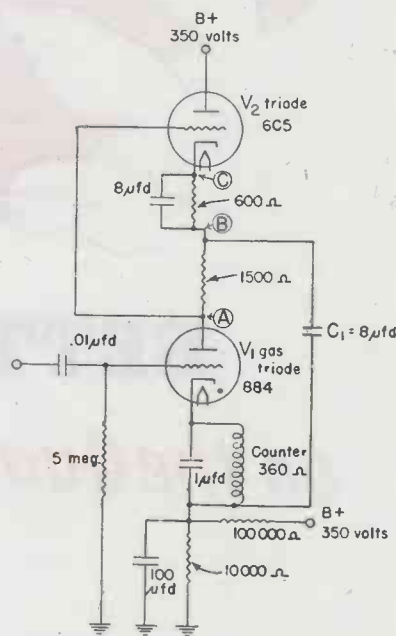 B+
350 volts
V2 triode
6C5
C
8μfd
600 Ω
B
1500 Ω
A
C1 = 8μfd
.01μfd
V1 gas
triode
884
.5 meg.
1μfd
Counter
360 Ω
B+
350 volts
100000 Ω
100
μfd
10000 Ω